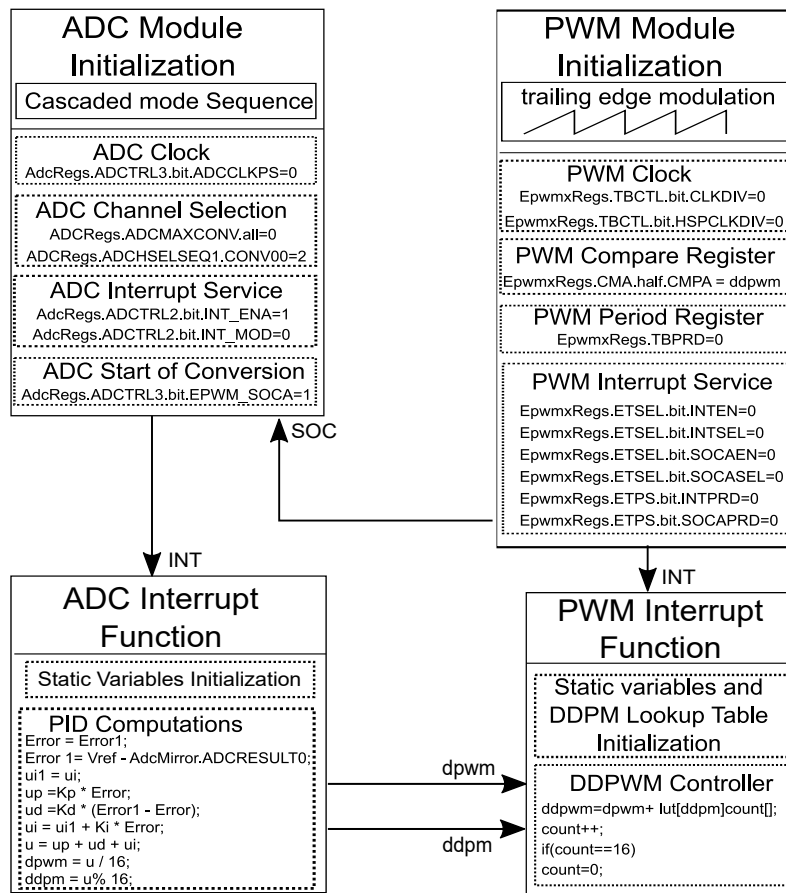 ADC Module
Initialization
Cascaded mode Sequence
ADC Clock
AdcRegs.ADCTRL3.bit.ADCCLKPS=0
ADC Channel Selection
ADCRegs.ADCMAXCONV.all=0
ADCRegs.ADCHSELSEQ1.CONV00=2
ADC Interrupt Service
AdcRegs.ADCTRL2.bit.INT_ENA=1
AdcRegs.ADCTRL2.bit.INT_MOD=0
ADC Start of Conversion
AdcRegs.ADCTRL3.bit.EPWM_SOCA=1
PWM Module
Initialization
trailing edge modulation
PWM Clock
EpwmxRegs.TBCTL.bit.CLKDIV=0
EpwmxRegs.TBCTL.bit.HSPCLKDIV=0
PWM Compare Register
EpwmxRegs.CMA.half.CMPA = ddpwm
PWM Period Register
EpwmxRegs.TBPRD=0
PWM Interrupt Service
EpwmxRegs.ETSEL.bit.INTEN=0
EpwmxRegs.ETSEL.bit.INTSEL=0
EpwmxRegs.ETSEL.bit.SOCAEN=0
EpwmxRegs.ETSEL.bit.SOCASEL=0
EpwmxRegs.ETPS.bit.INTPRD=0
EpwmxRegs.ETPS.bit.SOCAPRD=0
SOC
INT
INT
ADC Interrupt
Function
Static Variables Initialization
PID Computations
Error = Error1;
Error 1= Vref - AdcMirror.ADCRESULT0;
ui1 = ui;
up =Kp * Error;
ud =Kd * (Error1 - Error);
ui = ui1 + Ki * Error;
u = up + ud + ui;
dpwm = u / 16;
ddpm = u% 16;
dpwm
ddpm
PWM Interrupt
Function
Static variables and
DDPM Lookup Table
Initialization
DDPWM Controller
ddpwm=dpwm+ lut[ddpm]count[];
count++;
if(count==16)
count=0;